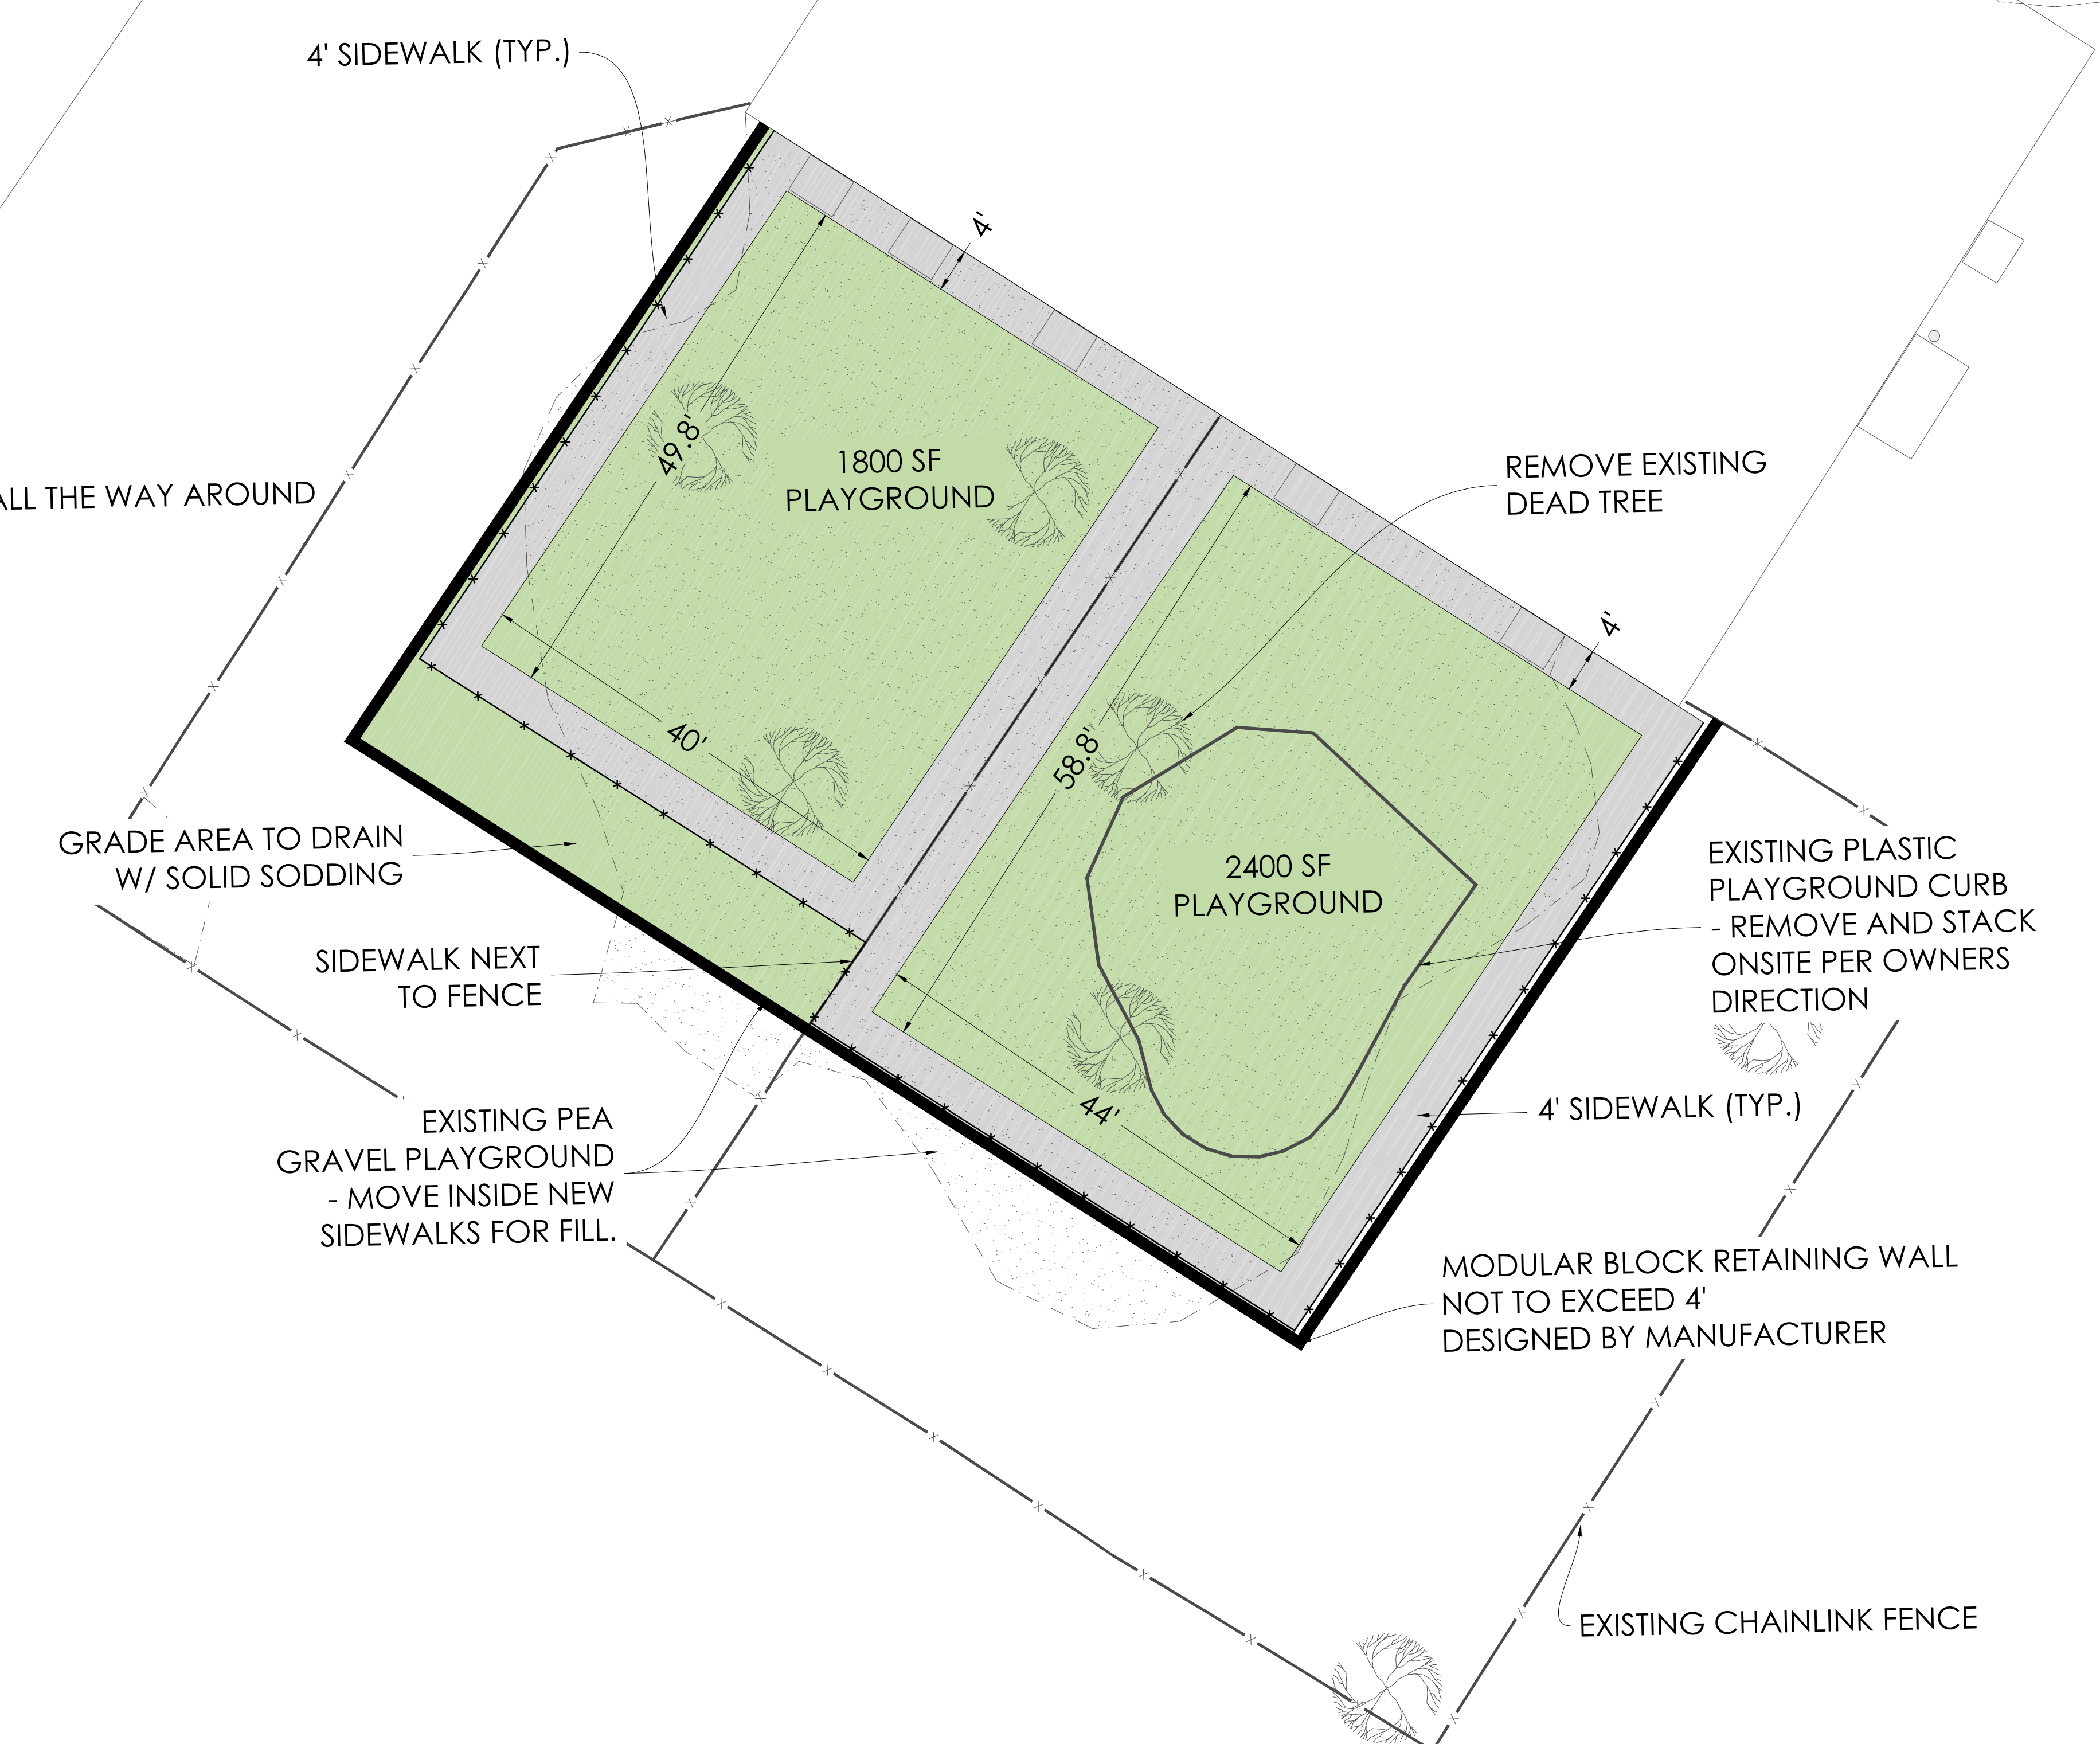 4' SIDEWALK (TYP.)
4'
49.8'
1800 SF
PLAYGROUND
REMOVE EXISTING
DEAD TREE
THE WAY AROUND
4'
40'
58.8'
GRADE AREA TO DRAIN
W/ SOLID SODDING
2400 SF
PLAYGROUND
EXISTING PLASTIC
PLAYGROUND CURB
- REMOVE AND STACK
ONSITE PER OWNERS
DIRECTION
SIDEWALK NEXT
TO FENCE
44'
4' SIDEWALK (TYP.)
EXISTING PEA
GRAVEL PLAYGROUND
- MOVE INSIDE NEW
SIDEWALKS FOR FILL.
MODULAR BLOCK RETAINING WALL
NOT TO EXCEED 4'
DESIGNED BY MANUFACTURER
EXISTING CHAINLINK FENCE